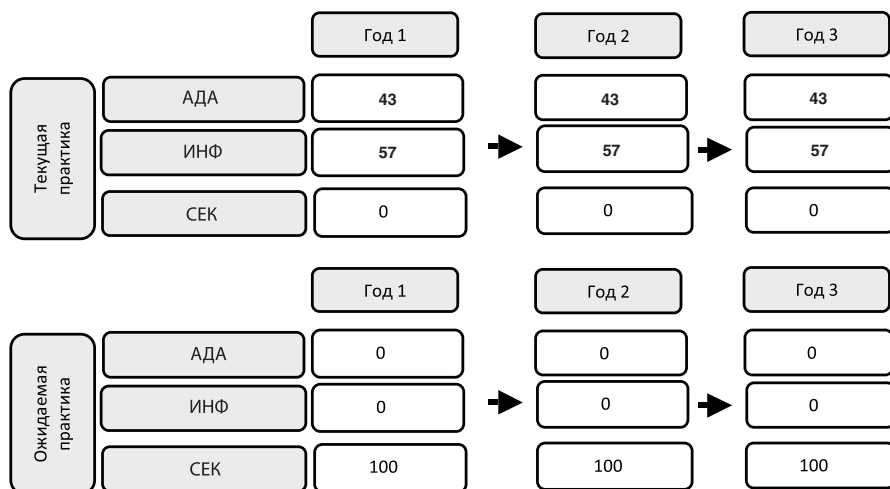 Год 1 Год 2 Год 3
Текущая
практика
АДА 43 43 43
ИНФ 57 57 57
СЕК 0 0 0
Год 1 Год 2 Год 3
Ожидаемая
практика
АДА 0 0 0
ИНФ 0 0 0
СЕК 100 100 100